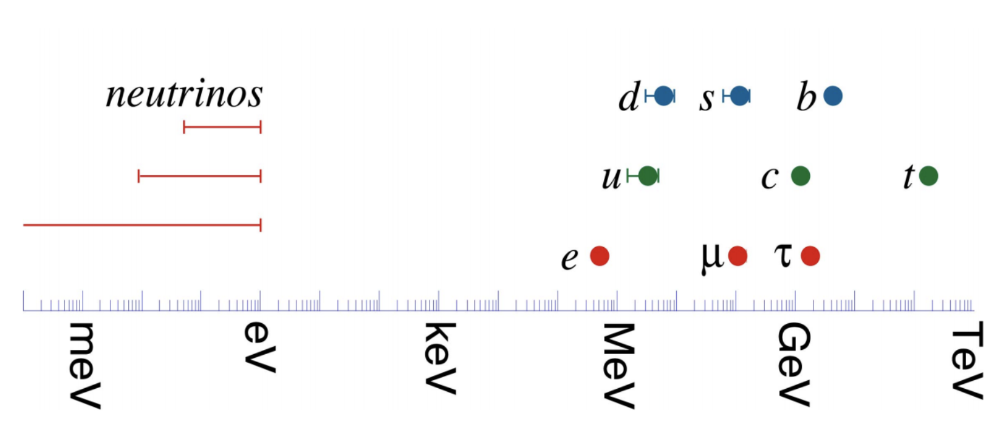 neutrinos
d s b
u c t
e μ τ
meV eV keV MeV GeV TeV